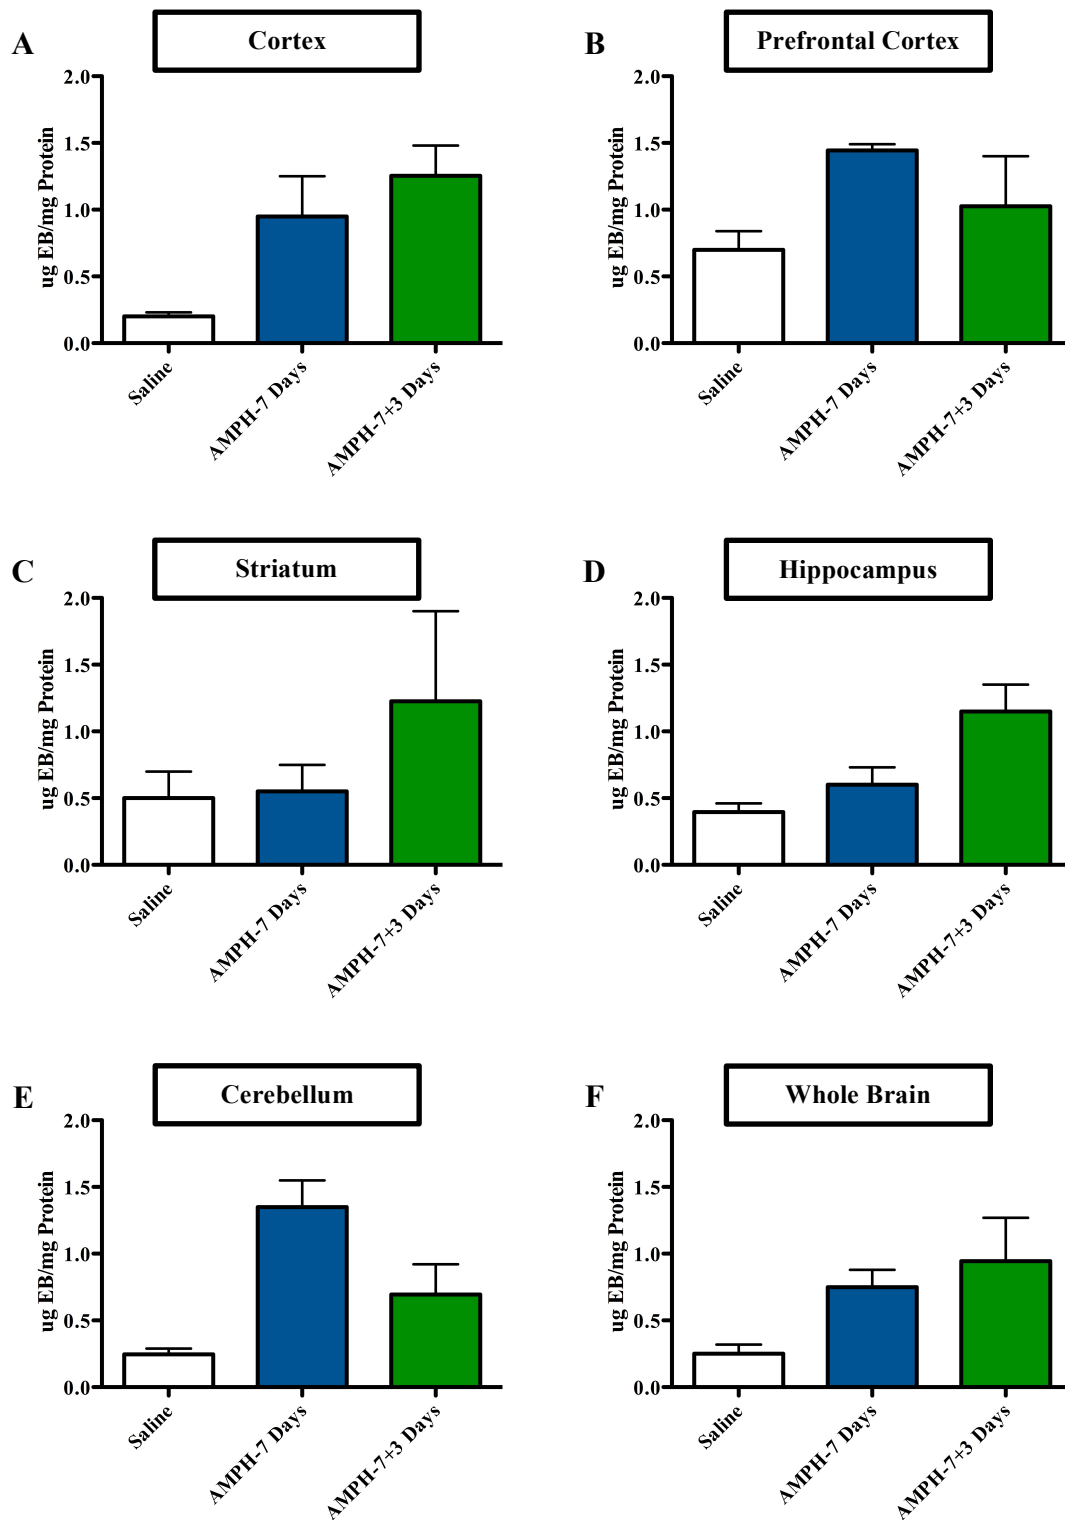 A
Cortex
ug EB/mg Protein
2.0
1.5
1.0
0.5
0.0
Saline
AMPH-7 Days
AMPH-7+3 Days
B
Prefrontal Cortex
ug EB/mg Protein
2.0
1.5
1.0
0.5
0.0
Saline
AMPH-7 Days
AMPH-7+3 Days
C
Striatum
ug EB/mg Protein
2.0
1.5
1.0
0.5
0.0
Saline
AMPH-7 Days
AMPH-7+3 Days
D
Hippocampus
ug EB/mg Protein
2.0
1.5
1.0
0.5
0.0
Saline
AMPH-7 Days
AMPH-7+3 Days
E
Cerebellum
ug EB/mg Protein
2.0
1.5
1.0
0.5
0.0
Saline
AMPH-7 Days
AMPH-7+3 Days
F
Whole Brain
ug EB/mg Protein
2.0
1.5
1.0
0.5
0.0
Saline
AMPH-7 Days
AMPH-7+3 Days